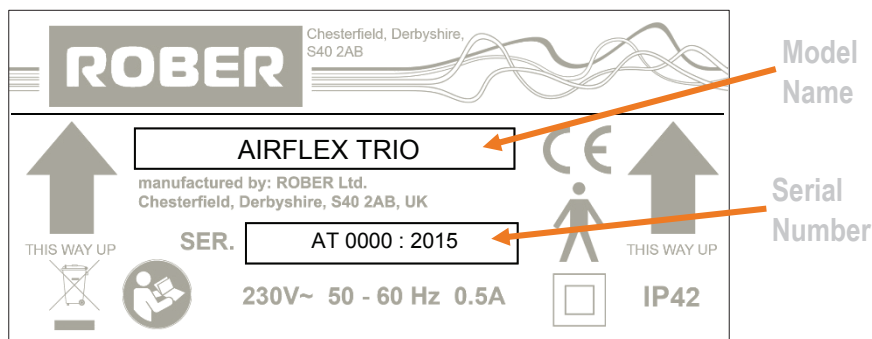 ROBER
Chesterfield, Derbyshire,
S40 2AB
Model
Name
AIRFLEX TRIO
CE
manufactured by: ROBER Ltd.
Chesterfield, Derbyshire, S40 2AB, UK
Serial
Number
SER.
AT 0000 : 2015
THIS WAY UP
THIS WAY UP
230V~ 50 - 60 Hz 0.5A
IP42